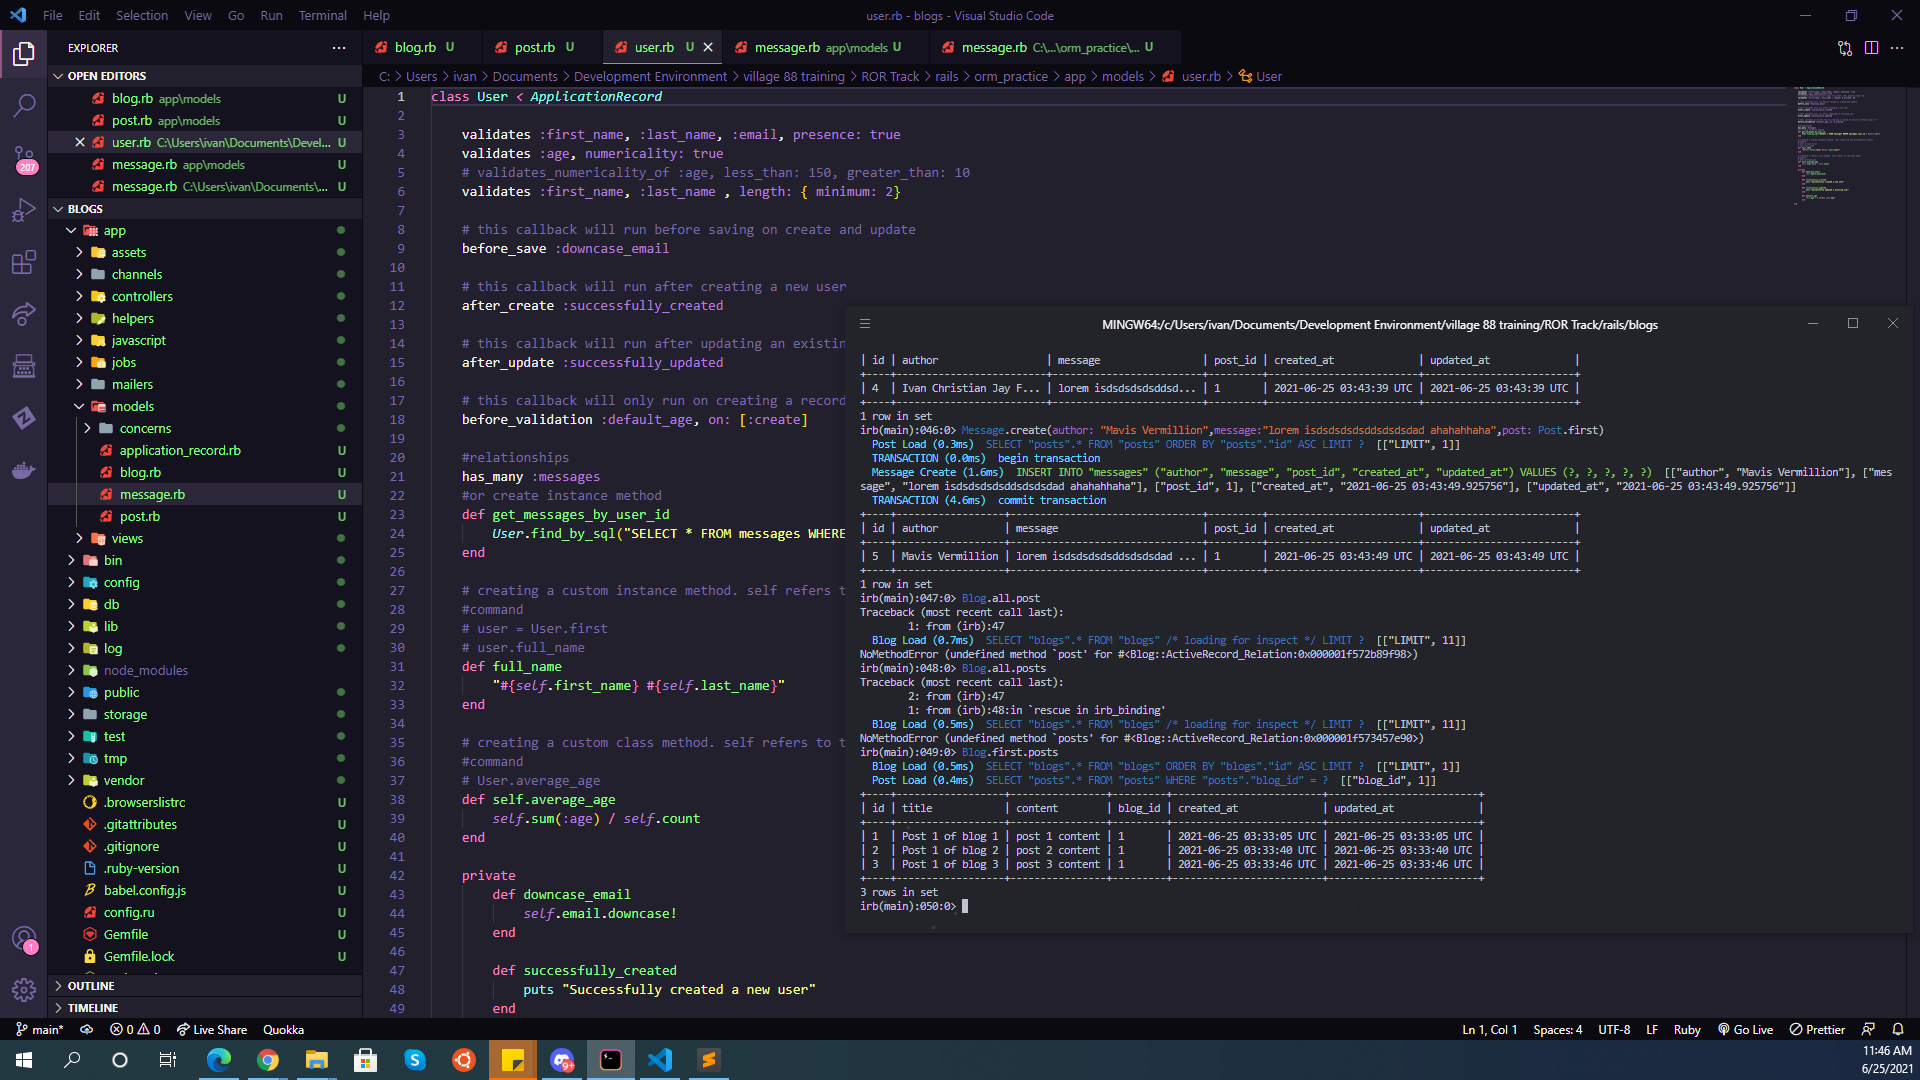 File Edit Selection View Go Run Terminal Help
user.rb - blogs - Visual Studio Code
EXPLORER
OPEN EDITORS
blog.rb app\models U
post.rb app\models U
user.rb C:\Users\ivan\Documents\Devel... U
message.rb app\models U
message.rb C:\Users\ivan\Documents\... U
BLOGS
app
assets
channels
controllers
helpers
javascript
jobs
mailers
models
concerns
application_record.rb U
blog.rb U
message.rb U
post.rb U
views
bin
config
db
lib
log
node_modules
public
storage
test
tmp
vendor
.browserslistrc U
.gitattributes U
.gitignore U
.ruby-version U
babel.config.js U
config.ru U
Gemfile U
Gemfile.lock U
OUTLINE
TIMELINE
207
1
blog.rb U
post.rb U
user.rb U
message.rb app\models U
message.rb C:\...\orm_practice\... U
C: > Users > ivan > Documents > Development Environment > village 88 training > ROR Track > rails > orm_practice > app > models > user.rb > User
1 class User < ApplicationRecord
2
3 validates :first_name, :last_name, :email, presence: true
4 validates :age, numericality: true
5 # validates_numericality_of :age, less_than: 150, greater_than: 10
6 validates :first_name, :last_name , length: { minimum: 2}
7
8 # this callback will run before saving on create and update
9 before_save :downcase_email
10
11 # this callback will run after creating a new user
12 after_create :successfully_created
13
14 # this callback will run after updating an existin
15 after_update :successfully_updated
16
17 # this callback will only run on creating a record
18 before_validation :default_age, on: [:create]
19
20 #relationships
21 has_many :messages
22 #or create instance method
23 def get_messages_by_user_id
24 User.find_by_sql("SELECT * FROM messages WHERE
25 end
26
27 # creating a custom instance method. self refers t
28 #command
29 # user = User.first
30 # user.full_name
31 def full_name
32 "#{self.first_name} #{self.last_name}"
33 end
34
35 # creating a custom class method. self refers to t
36 #command
37 # User.average_age
38 def self.average_age
39 self.sum(:age) / self.count
40 end
41
42 private
43 def downcase_email
44 self.email.downcase!
45 end
46
47 def successfully_created
48 puts "Successfully created a new user"
49 end
MINGW64:/c/Users/ivan/Documents/Development Environment/village 88 training/ROR Track/rails/blogs
| id | author | message | post_id | created_at | updated_at |
| 4 | Ivan Christian Jay F... | lorem isdsdsdsdsddsd... | 1 | 2021-06-25 03:43:39 UTC | 2021-06-25 03:43:39 UTC |
1 row in set
irb(main):046:0> Message.create(author: "Mavis Vermillion",message:"lorem isdsdsdsdsddsdsdsdad ahahahhaha",post: Post.first)
Post Load (0.3ms) SELECT "posts".* FROM "posts" ORDER BY "posts"."id" ASC LIMIT ? [["LIMIT", 1]]
TRANSACTION (0.0ms) begin transaction
Message Create (1.6ms) INSERT INTO "messages" ("author", "message", "post_id", "created_at", "updated_at") VALUES (?, ?, ?, ?, ?) [["author", "Mavis Vermillion"], ["mes
sage", "lorem isdsdsdsdsddsdsdsdad ahahahhaha"], ["post_id", 1], ["created_at", "2021-06-25 03:43:49.925756"], ["updated_at", "2021-06-25 03:43:49.925756"]]
TRANSACTION (4.6ms) commit transaction
| id | author | message | post_id | created_at | updated_at |
| 5 | Mavis Vermillion | lorem isdsdsdsdsddsdsdsdad ... | 1 | 2021-06-25 03:43:49 UTC | 2021-06-25 03:43:49 UTC |
1 row in set
irb(main):047:0> Blog.all.post
Traceback (most recent call last):
1: from (irb):47
Blog Load (0.7ms) SELECT "blogs".* FROM "blogs" /* loading for inspect */ LIMIT ? [["LIMIT", 11]]
NoMethodError (undefined method `post' for #<Blog::ActiveRecord_Relation:0x000001f572b89f98>)
irb(main):048:0> Blog.all.posts
Traceback (most recent call last):
2: from (irb):47
1: from (irb):48:in `rescue in irb_binding'
Blog Load (0.5ms) SELECT "blogs".* FROM "blogs" /* loading for inspect */ LIMIT ? [["LIMIT", 11]]
NoMethodError (undefined method `posts' for #<Blog::ActiveRecord_Relation:0x000001f573457e90>)
irb(main):049:0> Blog.first.posts
Blog Load (0.5ms) SELECT "blogs".* FROM "blogs" ORDER BY "blogs"."id" ASC LIMIT ? [["LIMIT", 1]]
Post Load (0.4ms) SELECT "posts".* FROM "posts" WHERE "posts"."blog_id" = ? [["blog_id", 1]]
| id | title | content | blog_id | created_at | updated_at |
| 1 | Post 1 of blog 1 | post 1 content | 1 | 2021-06-25 03:33:05 UTC | 2021-06-25 03:33:05 UTC |
| 2 | Post 1 of blog 2 | post 2 content | 1 | 2021-06-25 03:33:40 UTC | 2021-06-25 03:33:40 UTC |
| 3 | Post 1 of blog 3 | post 3 content | 1 | 2021-06-25 03:33:46 UTC | 2021-06-25 03:33:46 UTC |
3 rows in set
irb(main):050:0>
main* 0 0 Live Share Quokka
Ln 1, Col 1 Spaces: 4 UTF-8 LF Ruby Go Live Prettier
9+
11:46 AM
6/25/2021